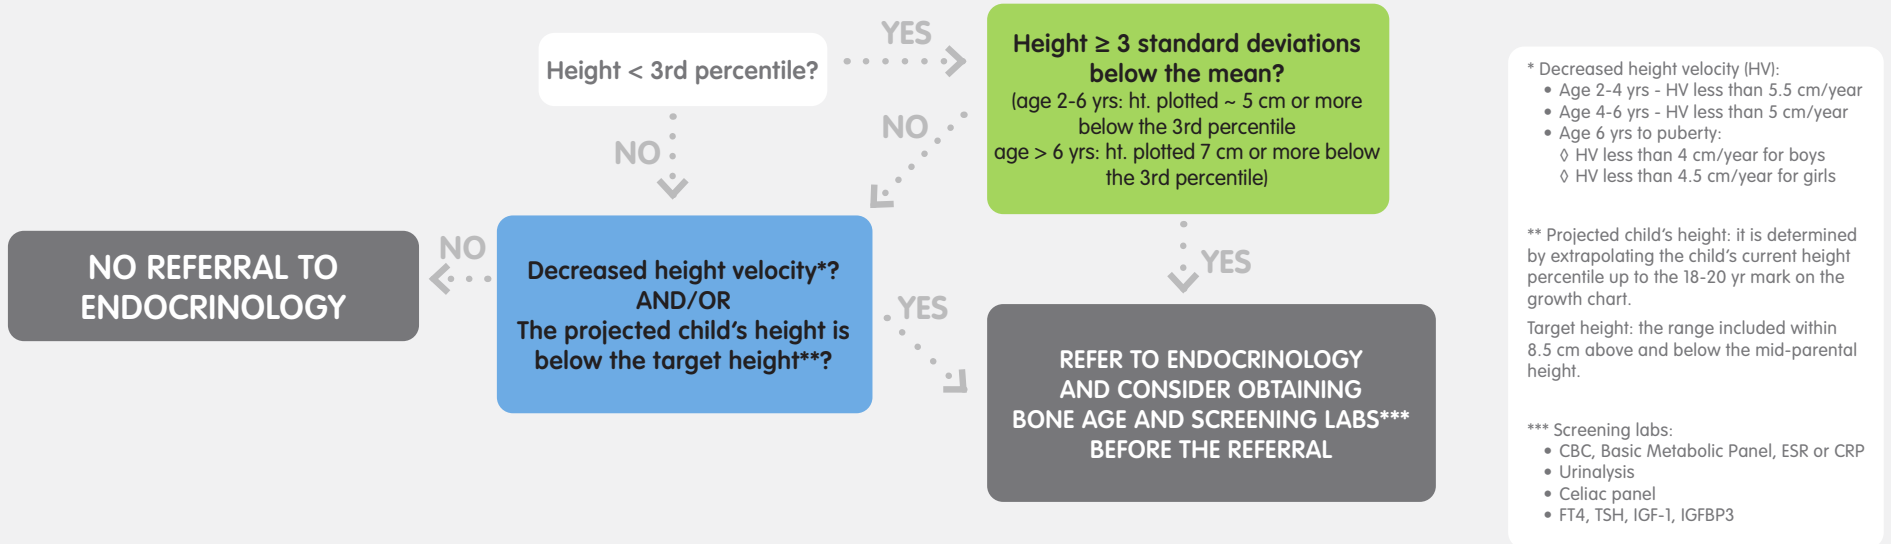 Height < 3rd percentile?
YES
Height ≥ 3 standard deviations
below the mean?
(age 2-6 yrs: ht. plotted ~ 5 cm or more
below the 3rd percentile
age > 6 yrs: ht. plotted 7 cm or more below
the 3rd percentile)
NO
NO
NO REFERRAL TO
ENDOCRINOLOGY
NO
Decreased height velocity*?
AND/OR
The projected child's height is
below the target height**?
YES
YES
REFER TO ENDOCRINOLOGY
AND CONSIDER OBTAINING
BONE AGE AND SCREENING LABS***
BEFORE THE REFERRAL
* Decreased height velocity (HV):
• Age 2-4 yrs - HV less than 5.5 cm/year
• Age 4-6 yrs - HV less than 5 cm/year
• Age 6 yrs to puberty:
◊ HV less than 4 cm/year for boys
◊ HV less than 4.5 cm/year for girls
** Projected child's height: it is determined
by extrapolating the child's current height
percentile up to the 18-20 yr mark on the
growth chart.
Target height: the range included within
8.5 cm above and below the mid-parental
height.
*** Screening labs:
• CBC, Basic Metabolic Panel, ESR or CRP
• Urinalysis
• Celiac panel
• FT4, TSH, IGF-1, IGFBP3